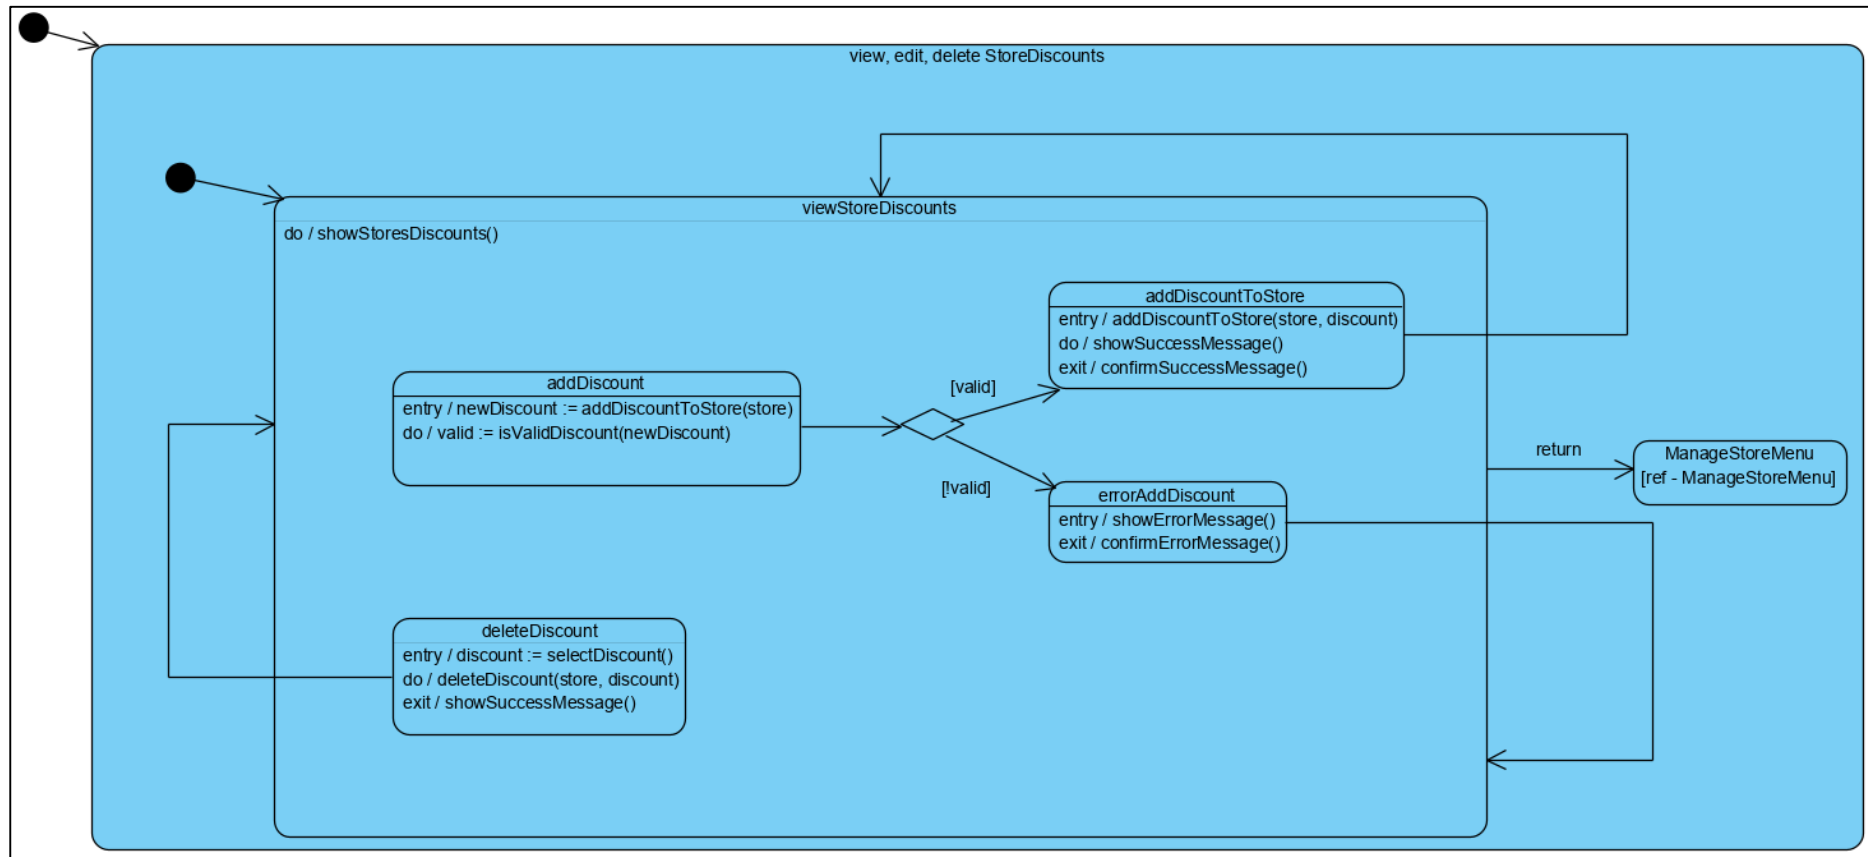 view, edit, delete StoreDiscounts
viewStoreDiscounts
do / showStoresDiscounts()
addDiscountToStore
entry / addDiscountToStore(store, discount)
do / showSuccessMessage()
exit / confirmSuccessMessage()
addDiscount
entry / newDiscount := addDiscountToStore(store)
do / valid := isValidDiscount(newDiscount)
[valid]
[!valid]
errorAddDiscount
entry / showErrorMessage()
exit / confirmErrorMessage()
return
ManageStoreMenu
[ref - ManageStoreMenu]
deleteDiscount
entry / discount := selectDiscount()
do / deleteDiscount(store, discount)
exit / showSuccessMessage()